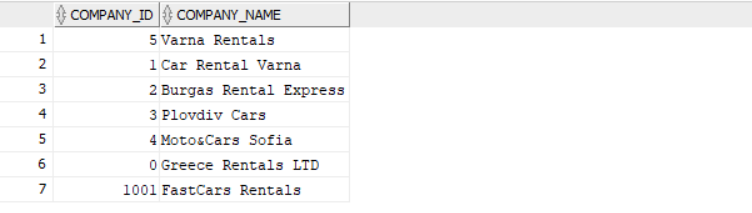 COMPANY_ID COMPANY_NAME
1 5 Varna Rentals
2 1 Car Rental Varna
3 2 Burgas Rental Express
4 3 Plovdiv Cars
5 4 Moto&Cars Sofia
6 0 Greece Rentals LTD
7 1001 FastCars Rentals